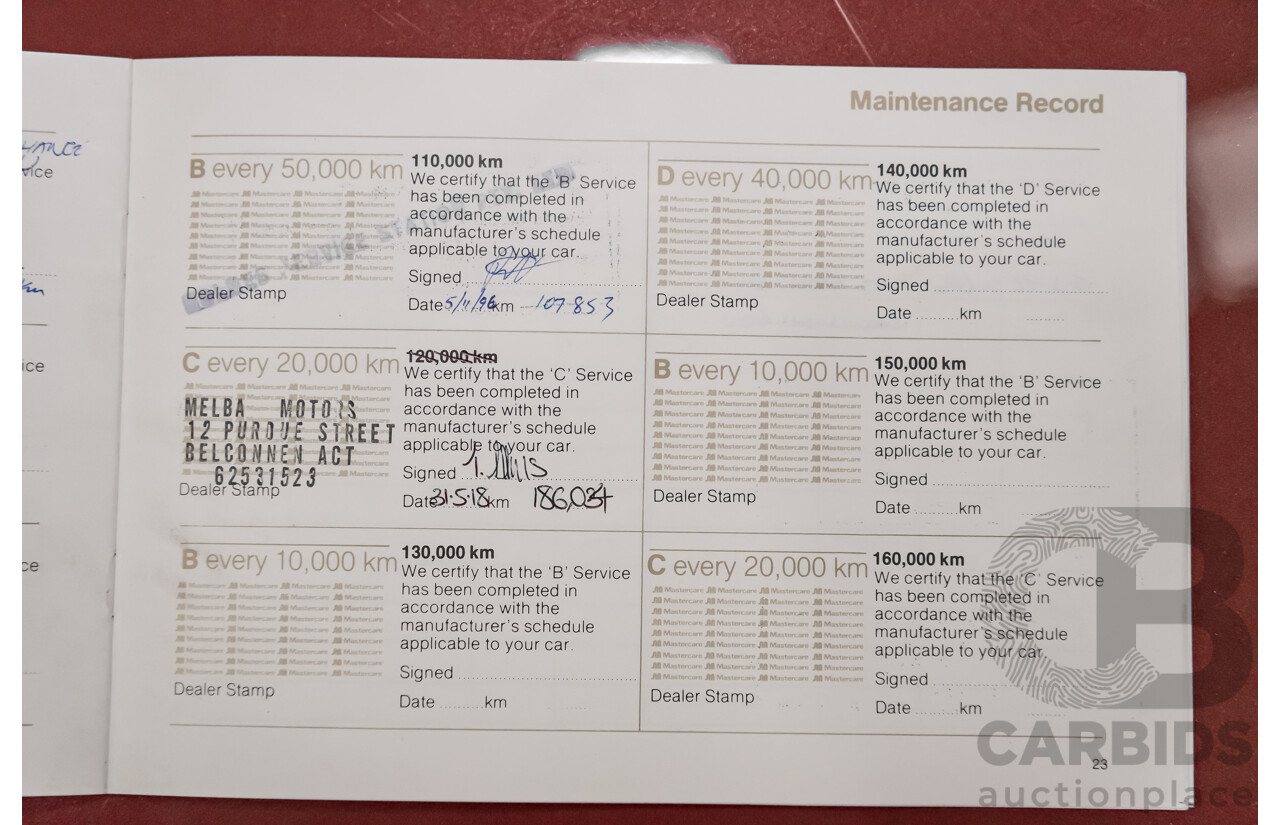 Maintenance Record
B every 50,000 km
110,000 km
We certify that the 'B' Service
has been completed in
accordance with the
manufacturer's schedule
applicable to your car.
Signed
Dealer Stamp
Date 5/11/96 km 107853
D every 40,000 km
140,000 km
We certify that the 'D' Service
has been completed in
accordance with the
manufacturer's schedule
applicable to your car.
Signed
Dealer Stamp
Date km
C every 20,000 km
120,000 km
We certify that the 'C' Service
has been completed in
accordance with the
manufacturer's schedule
applicable to your car.
MELBA MOTORS
12 PURDUE STREET
BELCONNEN ACT
62531523
Signed
Dealer Stamp
Date 31.5.18 km 186,034
B every 10,000 km
150,000 km
We certify that the 'B' Service
has been completed in
accordance with the
manufacturer's schedule
applicable to your car.
Signed
Dealer Stamp
Date km
B every 10,000 km
130,000 km
We certify that the 'B' Service
has been completed in
accordance with the
manufacturer's schedule
applicable to your car.
Signed
Dealer Stamp
Date km
C every 20,000 km
160,000 km
We certify that the 'C' Service
has been completed in
accordance with the
manufacturer's schedule
applicable to your car.
Signed
Dealer Stamp
Date km
23
CARBIDS
auctionplace